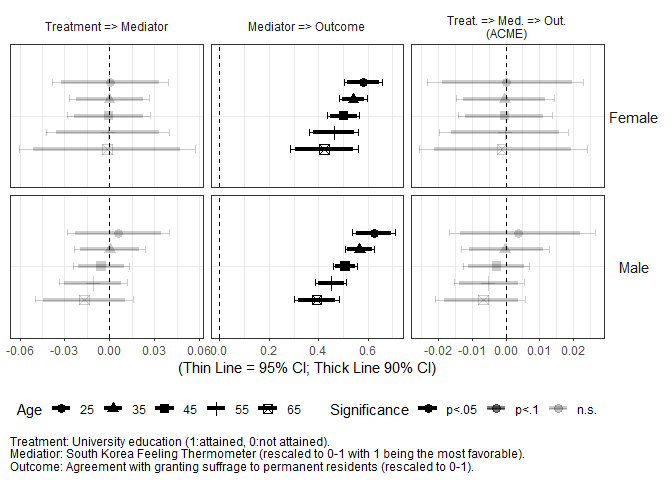 Treatment => Mediator
Mediator => Outcome
Treat. => Med. => Out.
(ACME)
Female
Male
-0.06 -0.03 0.00 0.03 0.06
0.0 0.4 0.6
-0.02 -0.01 0.00 0.01 0.02
(Thin Line = 95% CI; Thick Line 90% CI)
Age 25 35 45 55 65 Significance p<.05 p<.1 n.s.
Treatment: University education (1:attained, 0:not attained).
Mediatior: South Korea Feeling Thermometer (rescaled to 0-1 with 1 being the most favorable).
Outcome: Agreement with granting suffrage to permanent residents (rescaled to 0-1).